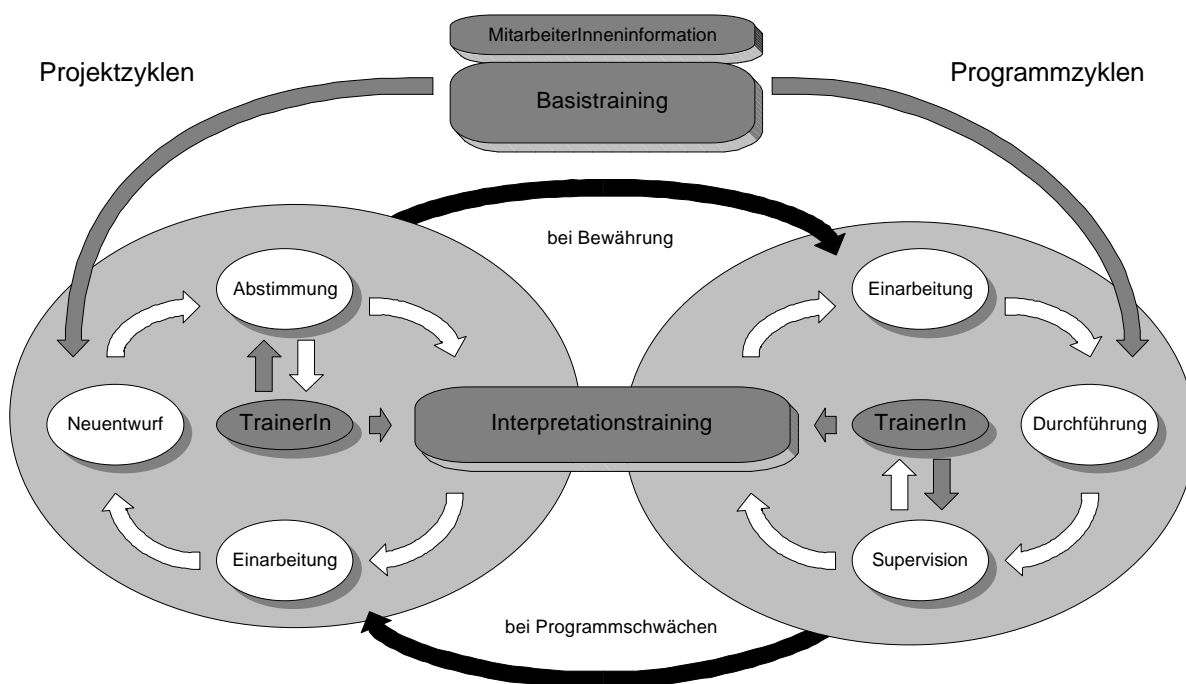 MitarbeiterInneninformation
Projektzyklen
Programmzyklen
Basistraining
bei Bewährung
Abstimmung
Einarbeitung
Neuentwurf
TrainerIn
Interpretationstraining
TrainerIn
Durchführung
Einarbeitung
Supervision
bei Programmschwächen